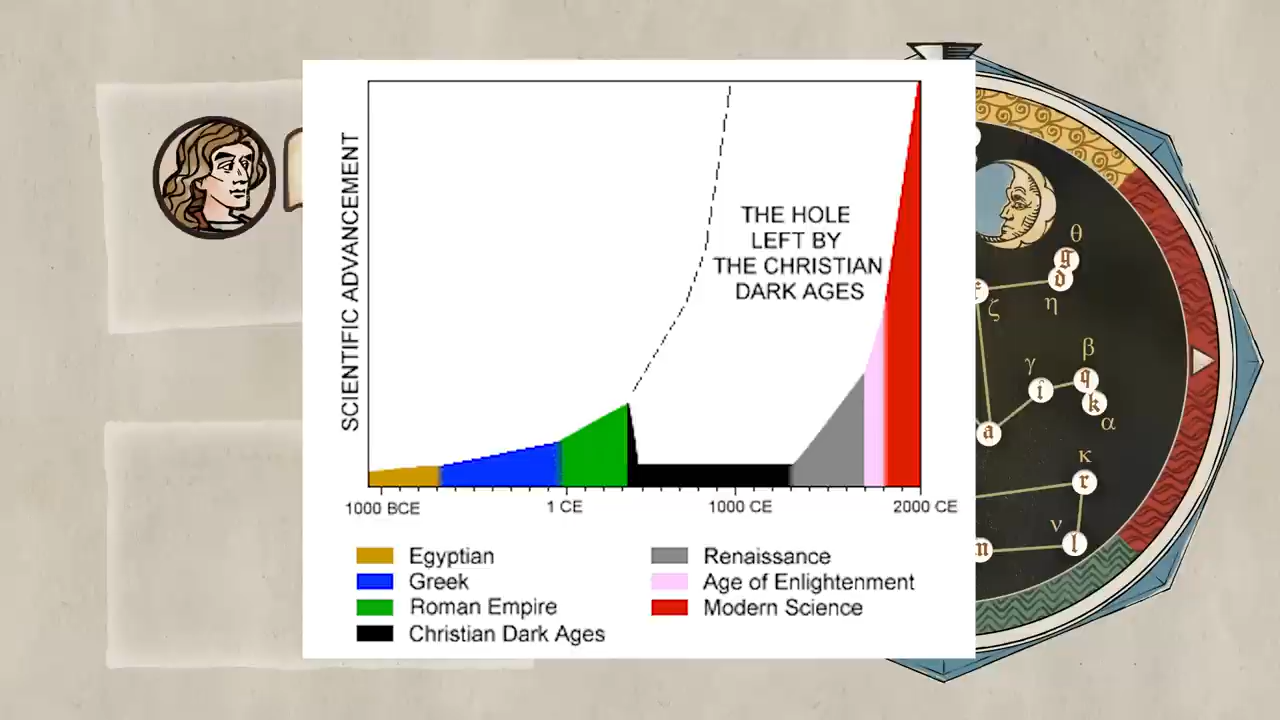 SCIENTIFIC ADVANCEMENT
THE HOLE
LEFT BY
THE CHRISTIAN
DARK AGES
1000 BCE
1 CE
1000 CE
2000 CE
Egyptian
Greek
Roman Empire
Christian Dark Ages
Renaissance
Age of Enlightenment
Modern Science
θ
g
d
ζ
η
β
γ
q
i
k
α
a
κ
r
ν
l